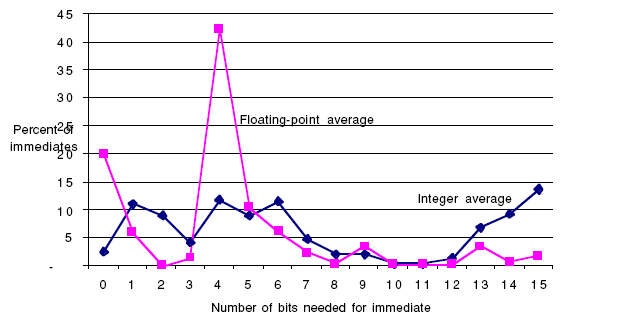 45
40
35
30
25
20
15
10
5
-
Percent of
immediates
Floating-point average
Integer average
0 1 2 3 4 5 6 7 8 9 10 11 12 13 14 15
Number of bits needed for immediate